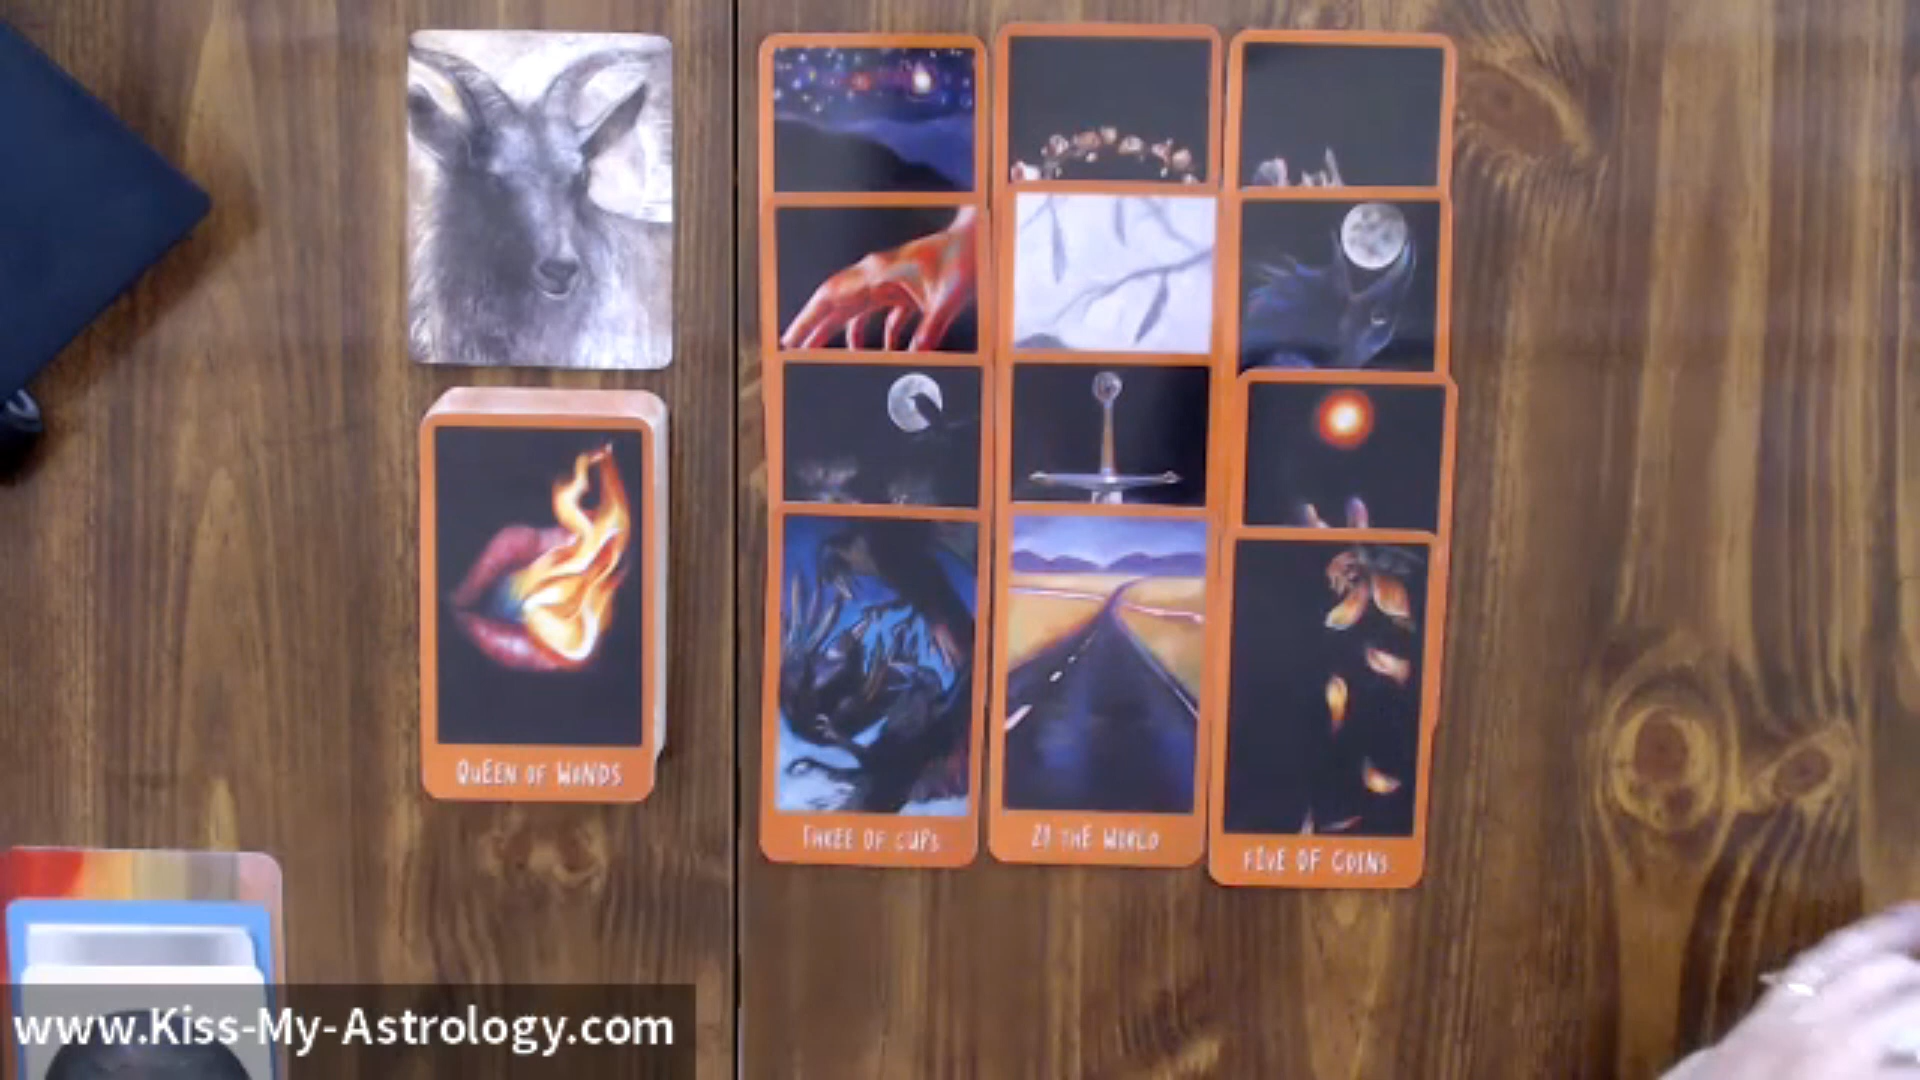 QUEEN OF WANDS
THREE OF CUPS
21 THE WORLD
FIVE OF COINS
www.Kiss-My-Astrology.com